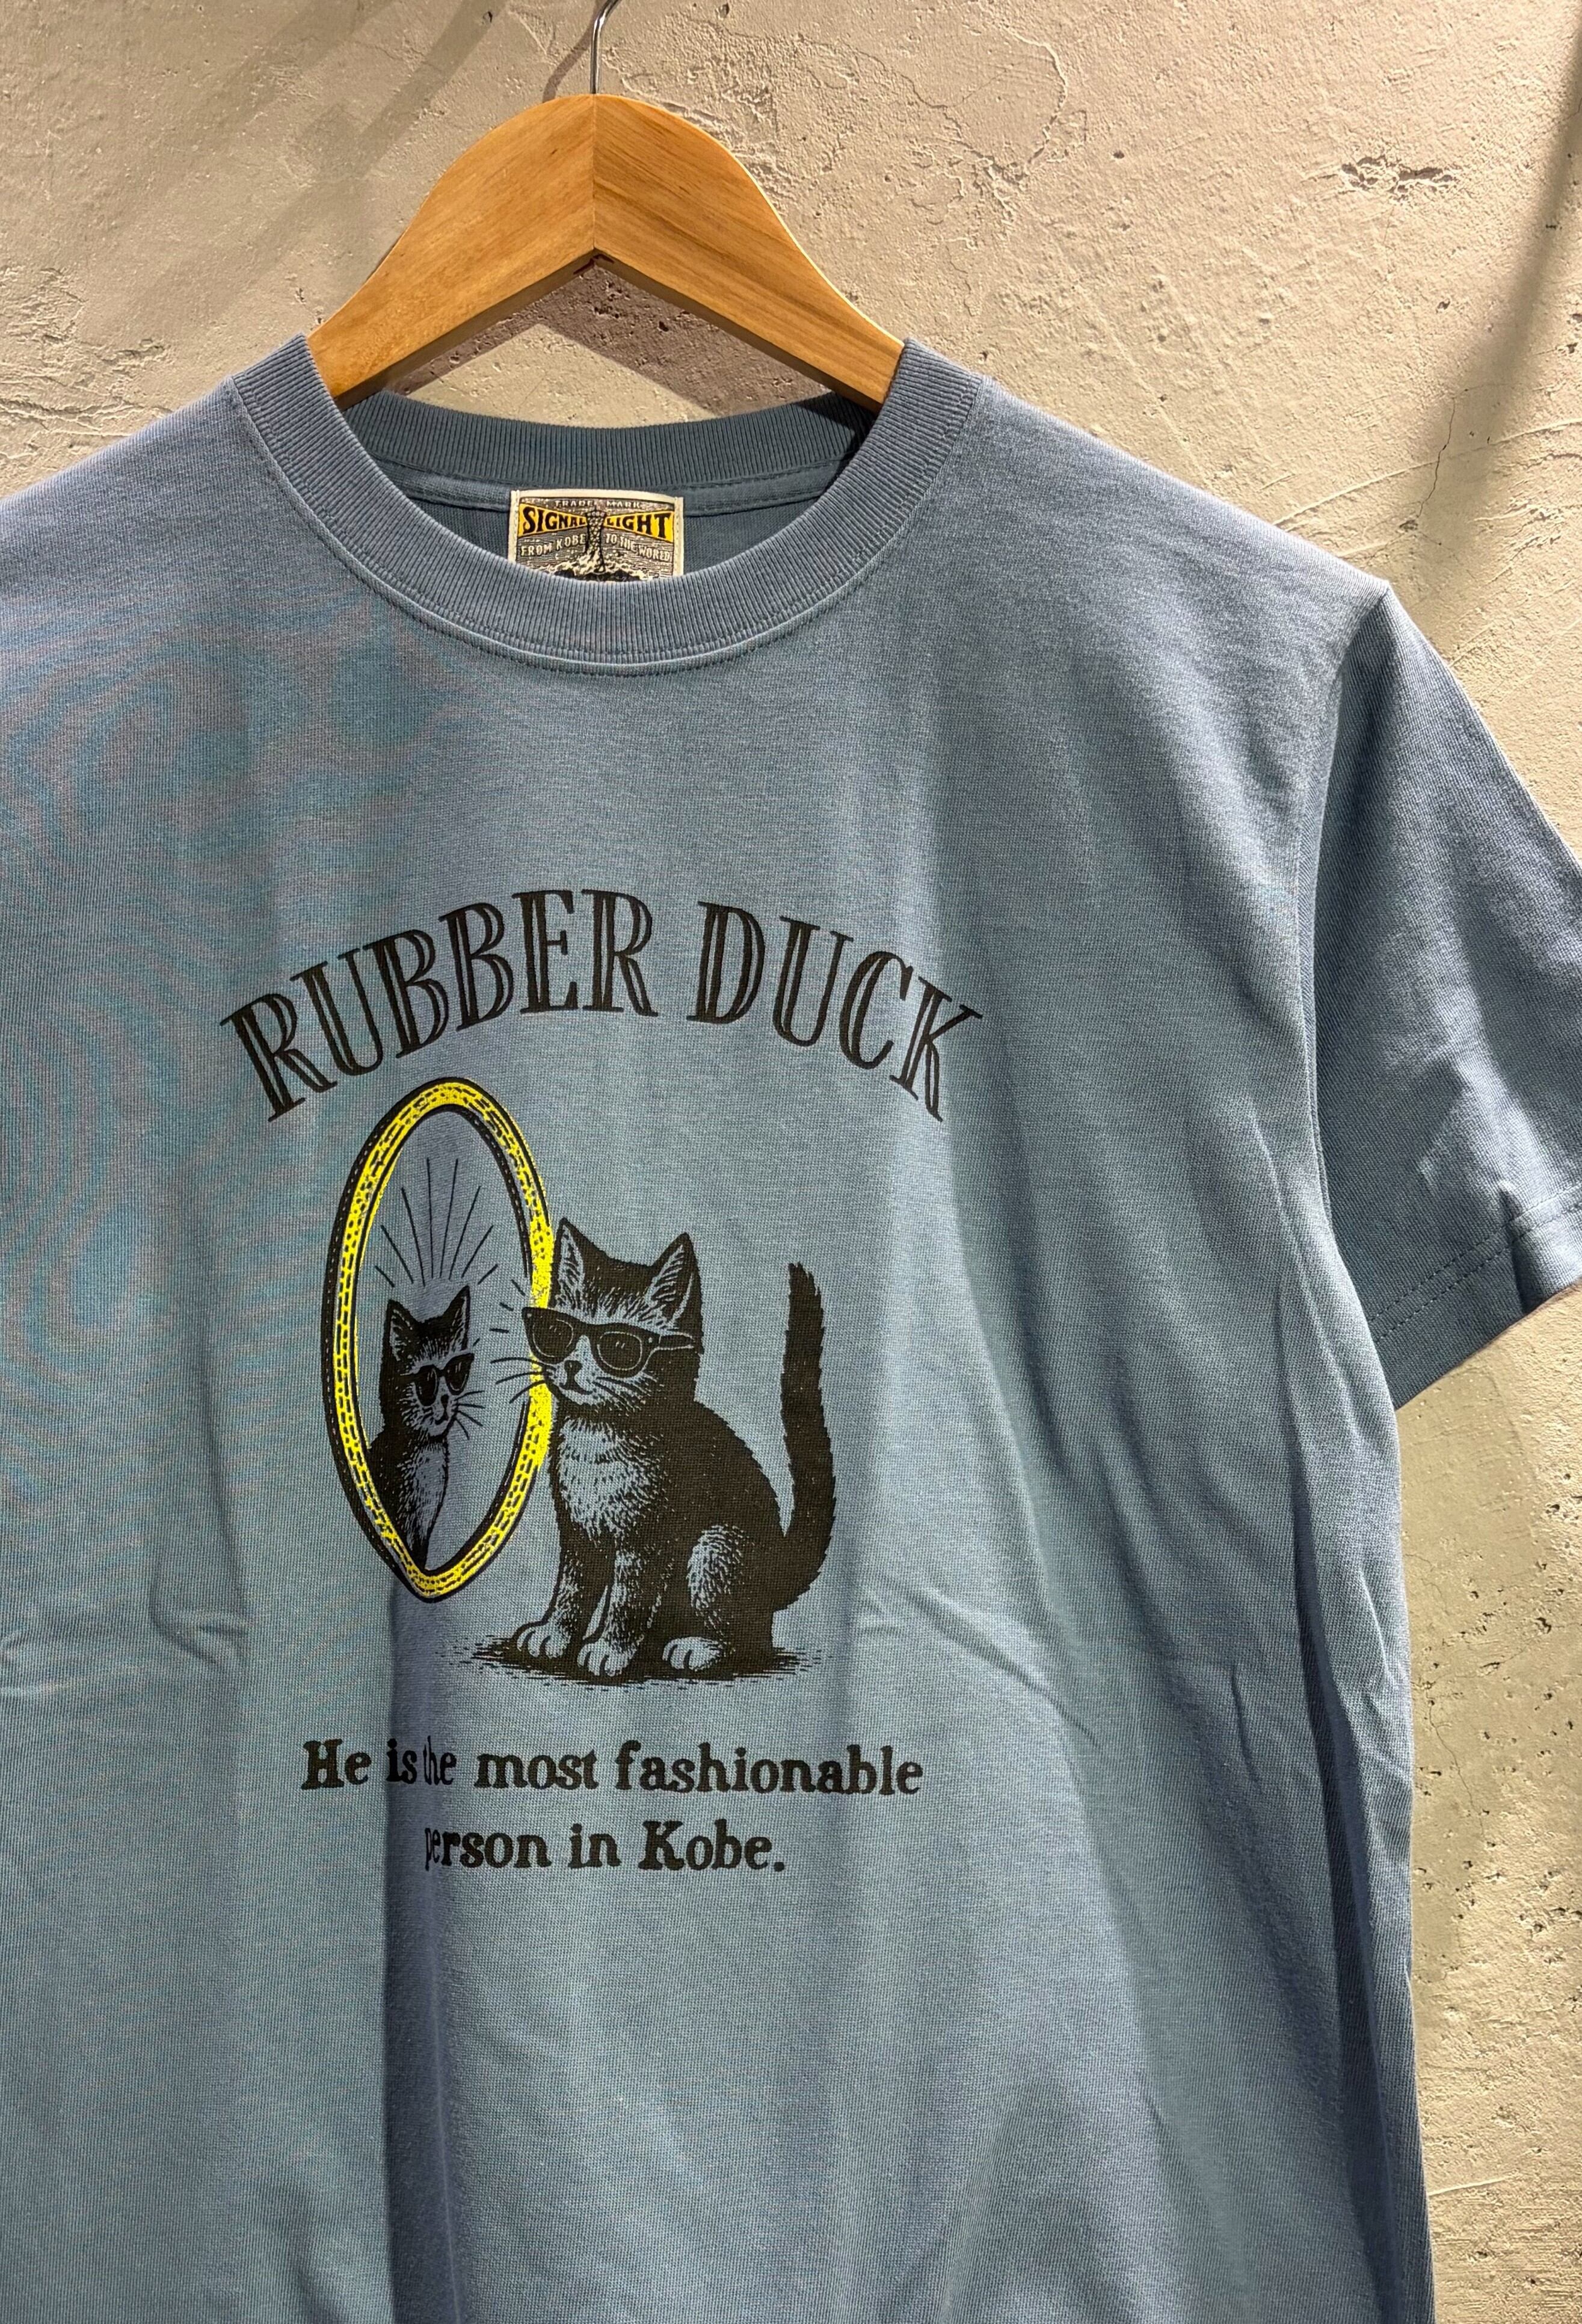 TRADE MARK
SIGNAL LIGHT
FROM KOBE TO THE WORLD
RUBBER DUCK
He is the most fashionable
person in Kobe.